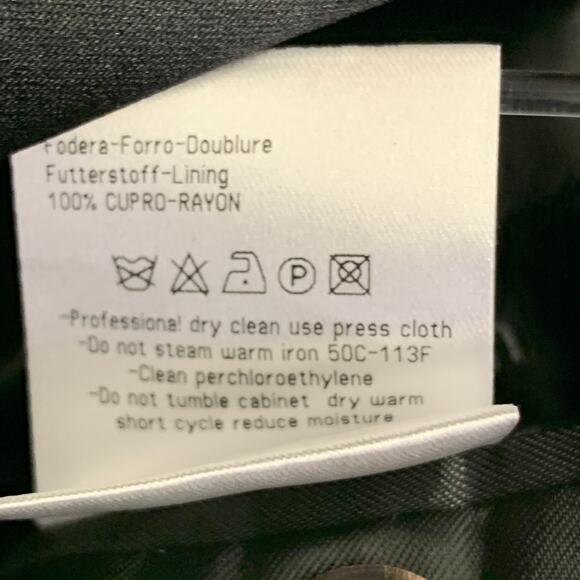 Fodera-Forro-Doublure
Futterstoff-Lining
100% CUPRO-RAYON
P
-Professional dry clean use press cloth
-Do not steam warm iron 50C-113F
-Clean perchloroethylene
-Do not tumble cabinet dry warm
short cycle reduce moisture